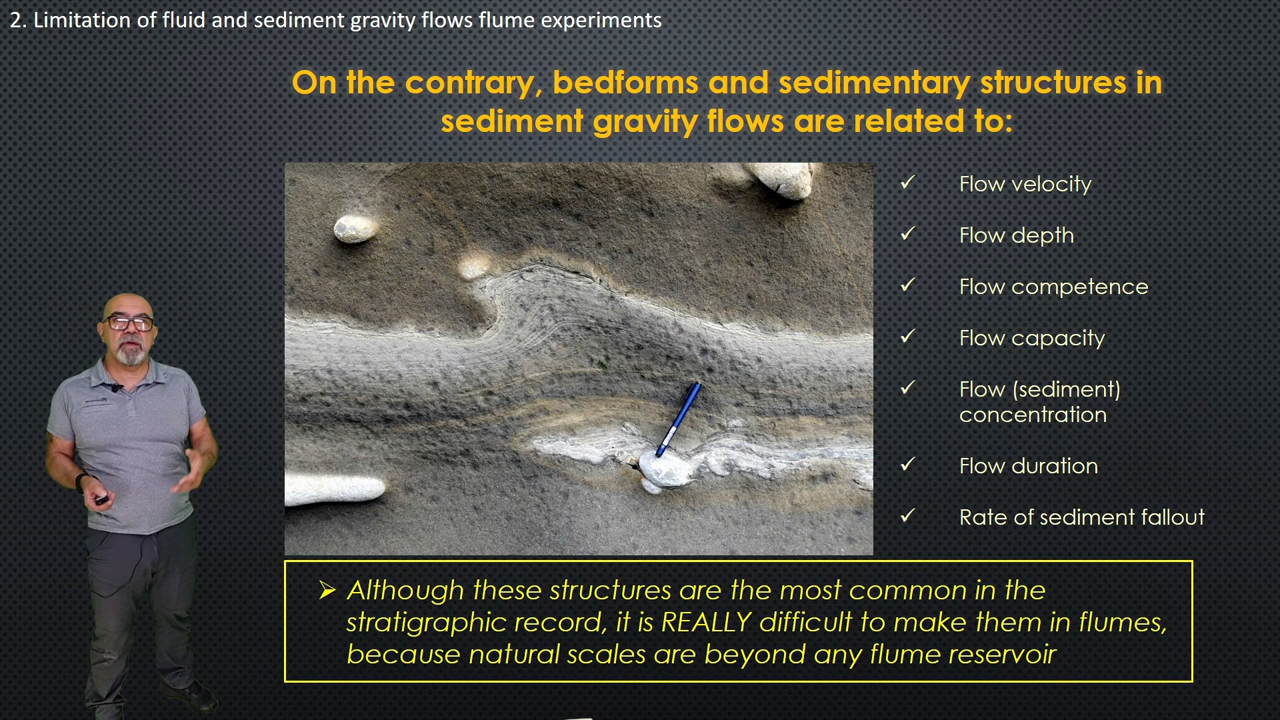 2. Limitation of fluid and sediment gravity flows flume experiments
On the contrary, bedforms and sedimentary structures in
sediment gravity flows are related to:
✓ Flow velocity
✓ Flow depth
✓ Flow competence
✓ Flow capacity
✓ Flow (sediment)
concentration
✓ Flow duration
✓ Rate of sediment fallout
➢ Although these structures are the most common in the
stratigraphic record, it is REALLY difficult to make them in flumes,
because natural scales are beyond any flume reservoir